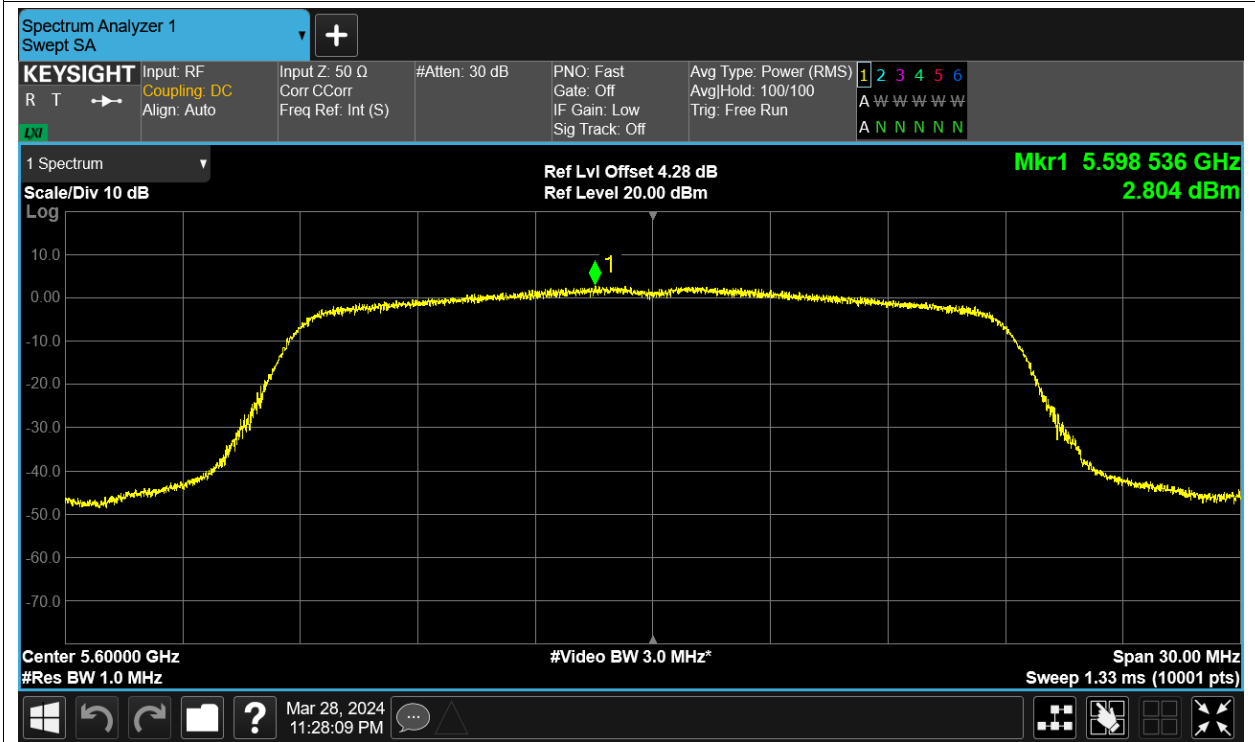 Spectrum Analyzer 1
Swept SA
KEYSIGHT
R T
LXI
Input: RF
Coupling: DC
Align: Auto
Input Z: 50 Ω
Corr CCorr
Freq Ref: Int (S)
#Atten: 30 dB
PNO: Fast
Gate: Off
IF Gain: Low
Sig Track: Off
Avg Type: Power (RMS)
Avg|Hold: 100/100
Trig: Free Run
1 2 3 4 5 6
A W W W W W
A N N N N N
1 Spectrum
Scale/Div 10 dB
Log
Ref Lvl Offset 4.28 dB
Ref Level 20.00 dBm
Mkr1 5.598 536 GHz
2.804 dBm
1
10.0
0.00
-10.0
-20.0
-30.0
-40.0
-50.0
-60.0
-70.0
Center 5.60000 GHz
#Res BW 1.0 MHz
#Video BW 3.0 MHz*
Span 30.00 MHz
Sweep 1.33 ms (10001 pts)
?
Mar 28, 2024
11:28:09 PM